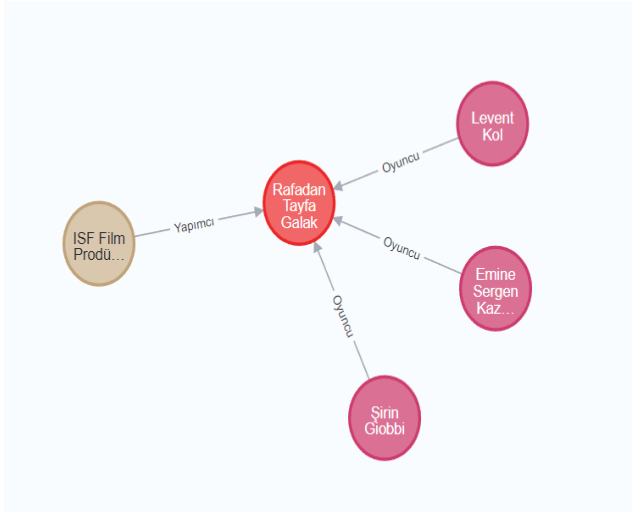 Levent
Kol
Oyuncu
Rafadan
Tayfa
Galak
Yapımcı
ISF Film
Prodü...
Oyuncu
Emine
Sergen
Kaz...
Oyuncu
Şirin
Giobbi